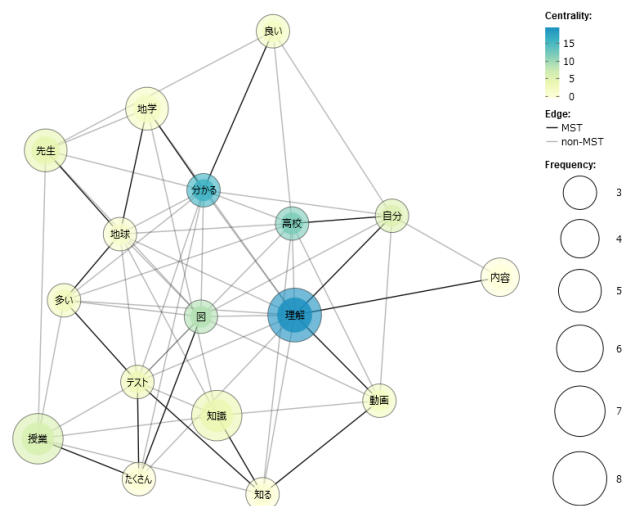 良い
地学
先生
分かる
地球
高校
自分
内容
多い
図
理解
テスト
知識
動画
授業
たくさん
知る
Centrality:
15
10
5
0
Edge:
MST
non-MST
Frequency:
3
4
5
6
7
8